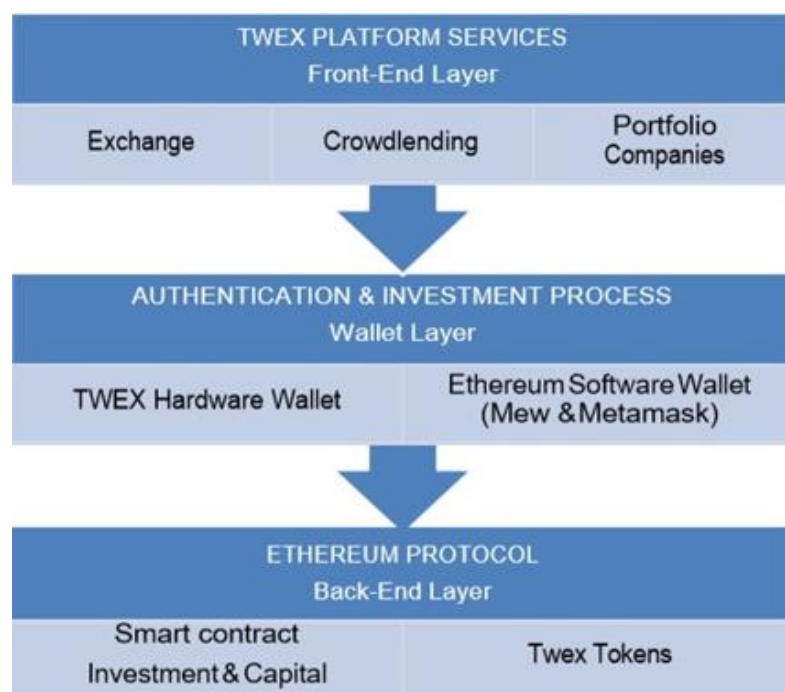 TWEX PLATFORM SERVICES
Front-End Layer
Exchange
Crowdlending
Portfolio
Companies
AUTHENTICATION & INVESTMENT PROCESS
Wallet Layer
TWEX Hardware Wallet
Ethereum Software Wallet
(Mew & Metamask)
ETHEREUM PROTOCOL
Back-End Layer
Smart contract
Investment & Capital
Twex Tokens